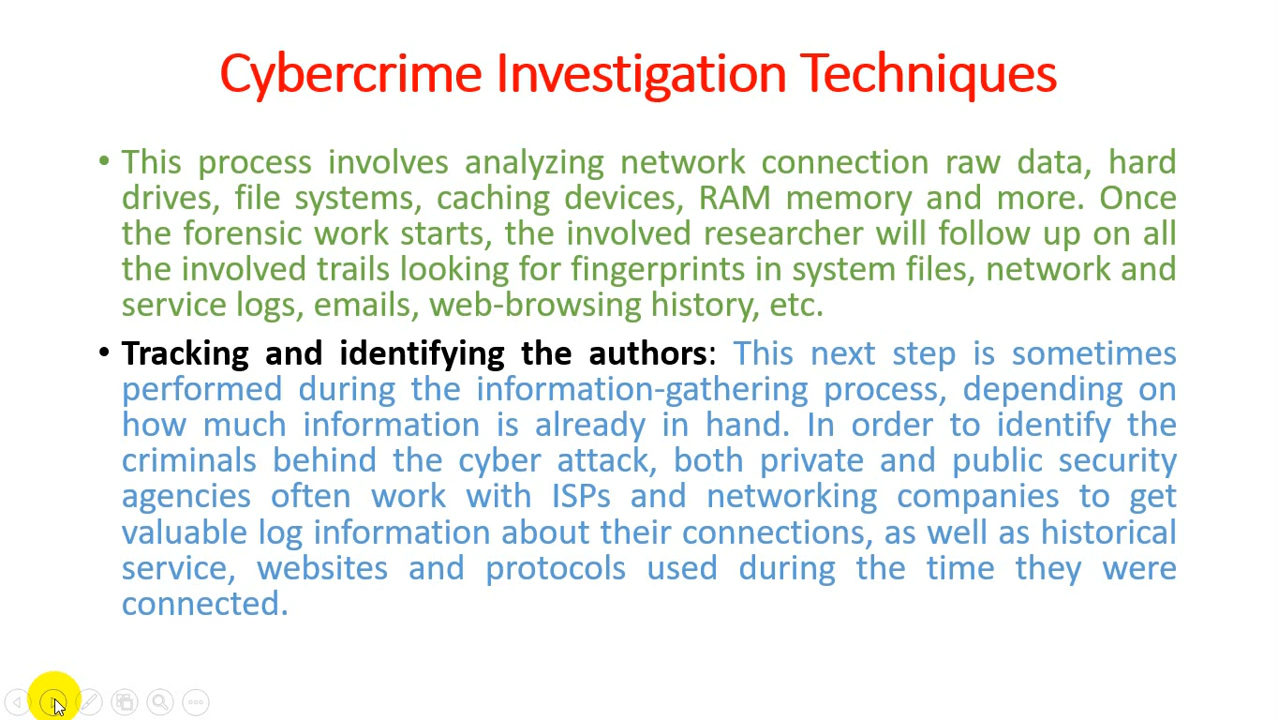 Cybercrime Investigation Techniques
• This process involves analyzing network connection raw data, hard
drives, file systems, caching devices, RAM memory and more. Once
the forensic work starts, the involved researcher will follow up on all
the involved trails looking for fingerprints in system files, network and
service logs, emails, web-browsing history, etc.
• Tracking and identifying the authors: This next step is sometimes
performed during the information-gathering process, depending on
how much information is already in hand. In order to identify the
criminals behind the cyber attack, both private and public security
agencies often work with ISPs and networking companies to get
valuable log information about their connections, as well as historical
service, websites and protocols used during the time they were
connected.